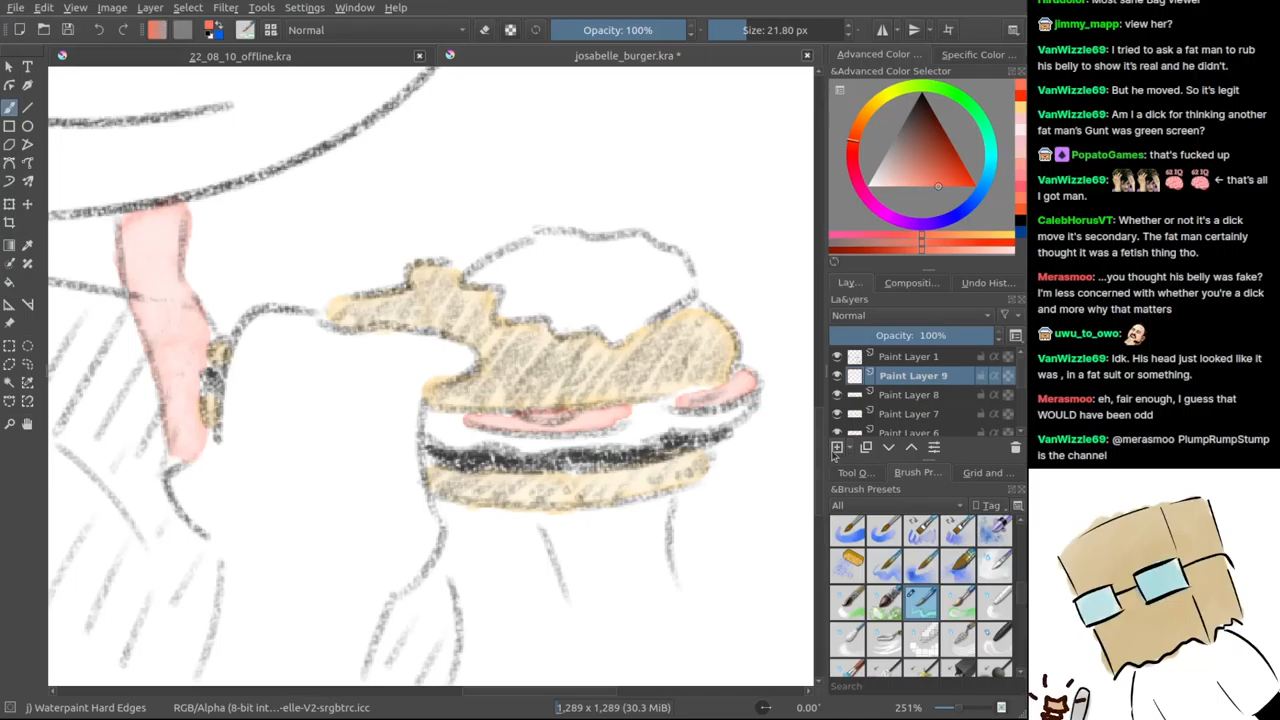 File Edit View Image Layer Select Filter Tools Settings Window Help
Normal Opacity: 100% Size: 21.80 px
22_08_10_offline.kra josabelle_burger.kra *
Advanced Color ... Specific Color ...
&Advanced Color Selector
Lay... Compositi... Undo Hist...
La&yers
Normal
Opacity: 100%
Paint Layer 1
Paint Layer 9
Paint Layer 8
Paint Layer 7
Paint Layer 6
Tool O... Brush Pr... Grid and ...
&Brush Presets
All Tag
Search
j) Waterpaint Hard Edges RGB/Alpha (8-bit int...-elle-V2-srgbtrc.icc 1,289 x 1,289 (30.3 MiB) 0.00° 251%
jimmy_mapp: view her?
VanWizzle69: I tried to ask a fat man to rub
his belly to show it's real and he didn't.
VanWizzle69: But he moved. So it's legit
VanWizzle69: Am I a dick for thinking another
fat man's Gunt was green screen?
PopatoGames: that's fucked up
VanWizzle69: 62 IQ 62 IQ ← that's all
I got man.
CalebHorusVT: Whether or not it's a dick
move it's secondary. The fat man certainly
thought it was a fetish thing tho.
Merasmoo: ...you thought his belly was fake?
I'm less concerned with whether you're a dick
and more why that matters
uwu_to_owo:
VanWizzle69: Idk. His head just looked like it
was , in a fat suit or something.
Merasmoo: eh, fair enough, I guess that
WOULD have been odd
VanWizzle69: @merasmoo PlumpRumpStump
is the channel